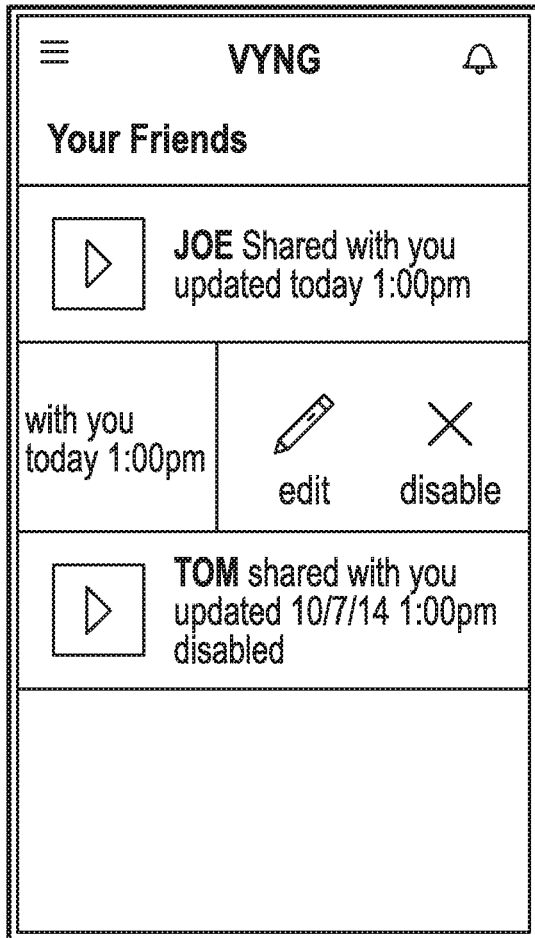 VYNG
Your Friends
JOE Shared with you
updated today 1:00pm
with you
today 1:00pm
edit
disable
TOM shared with you
updated 10/7/14 1:00pm
disabled